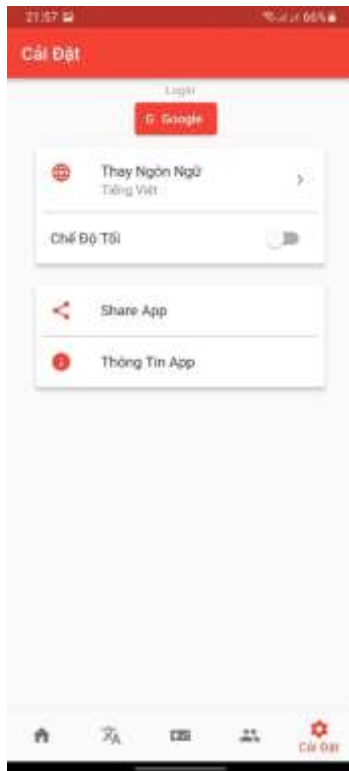 21:57
66%
Cài Đặt
Login
G Google
Thay Ngôn Ngữ
Tiếng Việt
Chế Độ Tối
Share App
Thông Tin App
Cài Đặt